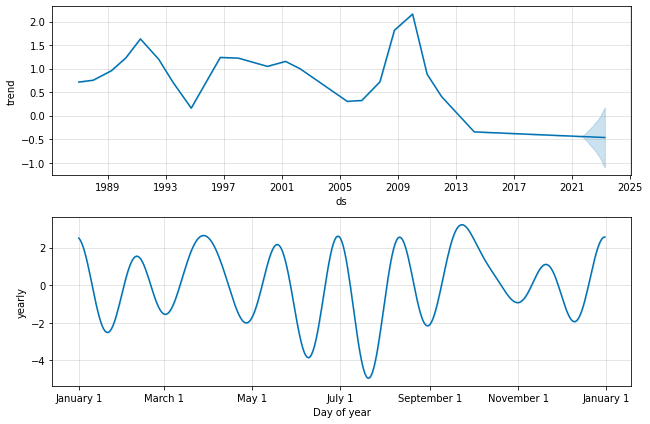 2.0
1.5
1.0
0.5
0.0
−0.5
−1.0
trend
1989 1993 1997 2001 2005 2009 2013 2017 2021 2025
ds
2
0
−2
−4
yearly
January 1 March 1 May 1 July 1 September 1 November 1 January 1
Day of year